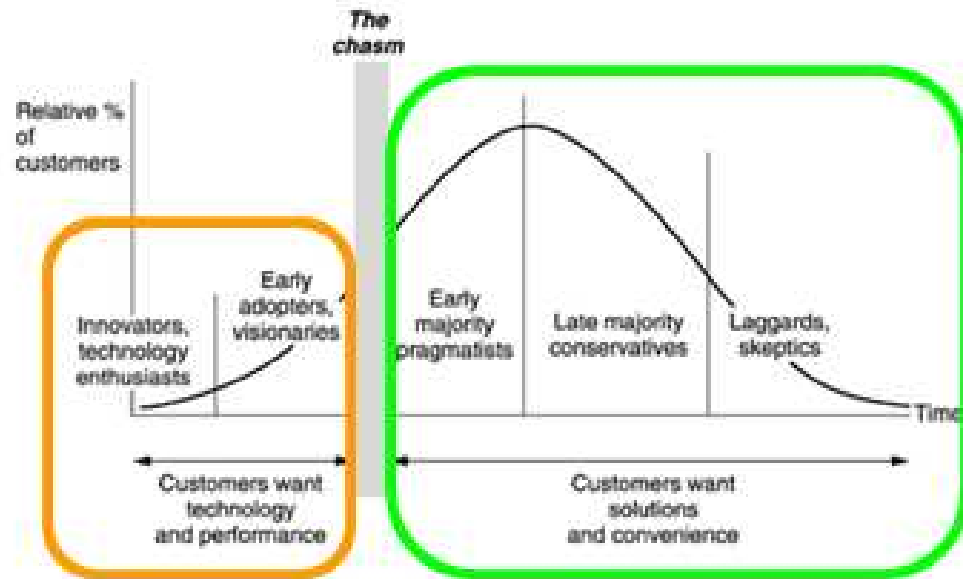 The
chasm
Relative %
of
customers
Innovators,
technology
enthusiasts
Early
adopters,
visionaries
Early
majority
pragmatists
Late majority
conservatives
Laggards,
skeptics
Time
Customers want
technology
and performance
Customers want
solutions
and convenience